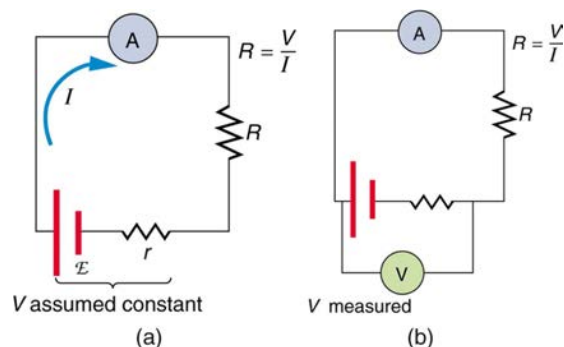 A
R = V
I
I
R
ℰ
r
V assumed constant
(a)
A
R = V
I
R
V
V measured
(b)